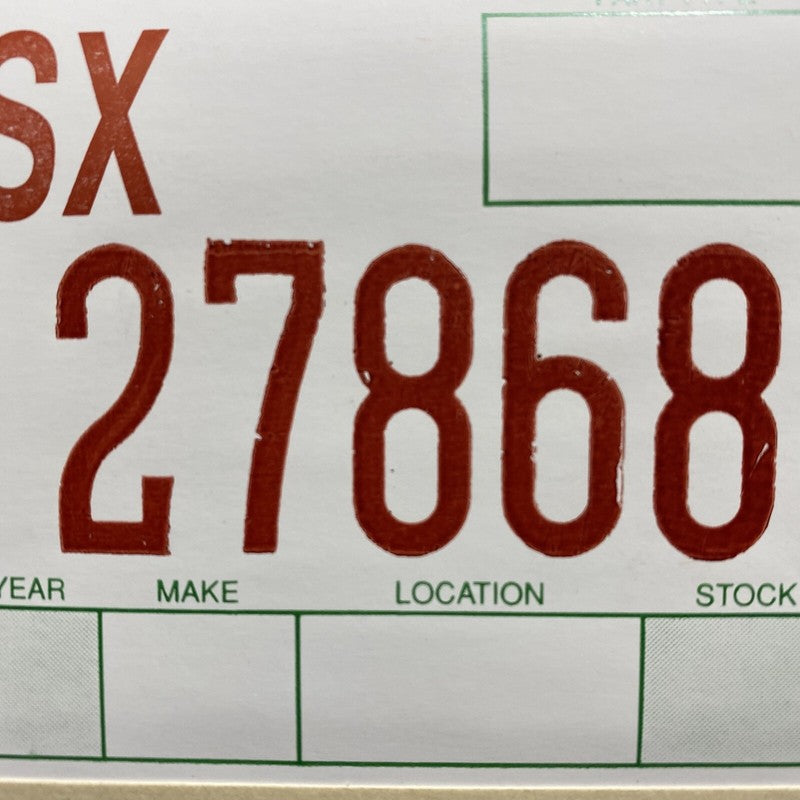 SX
27868
YEAR MAKE LOCATION STOCK